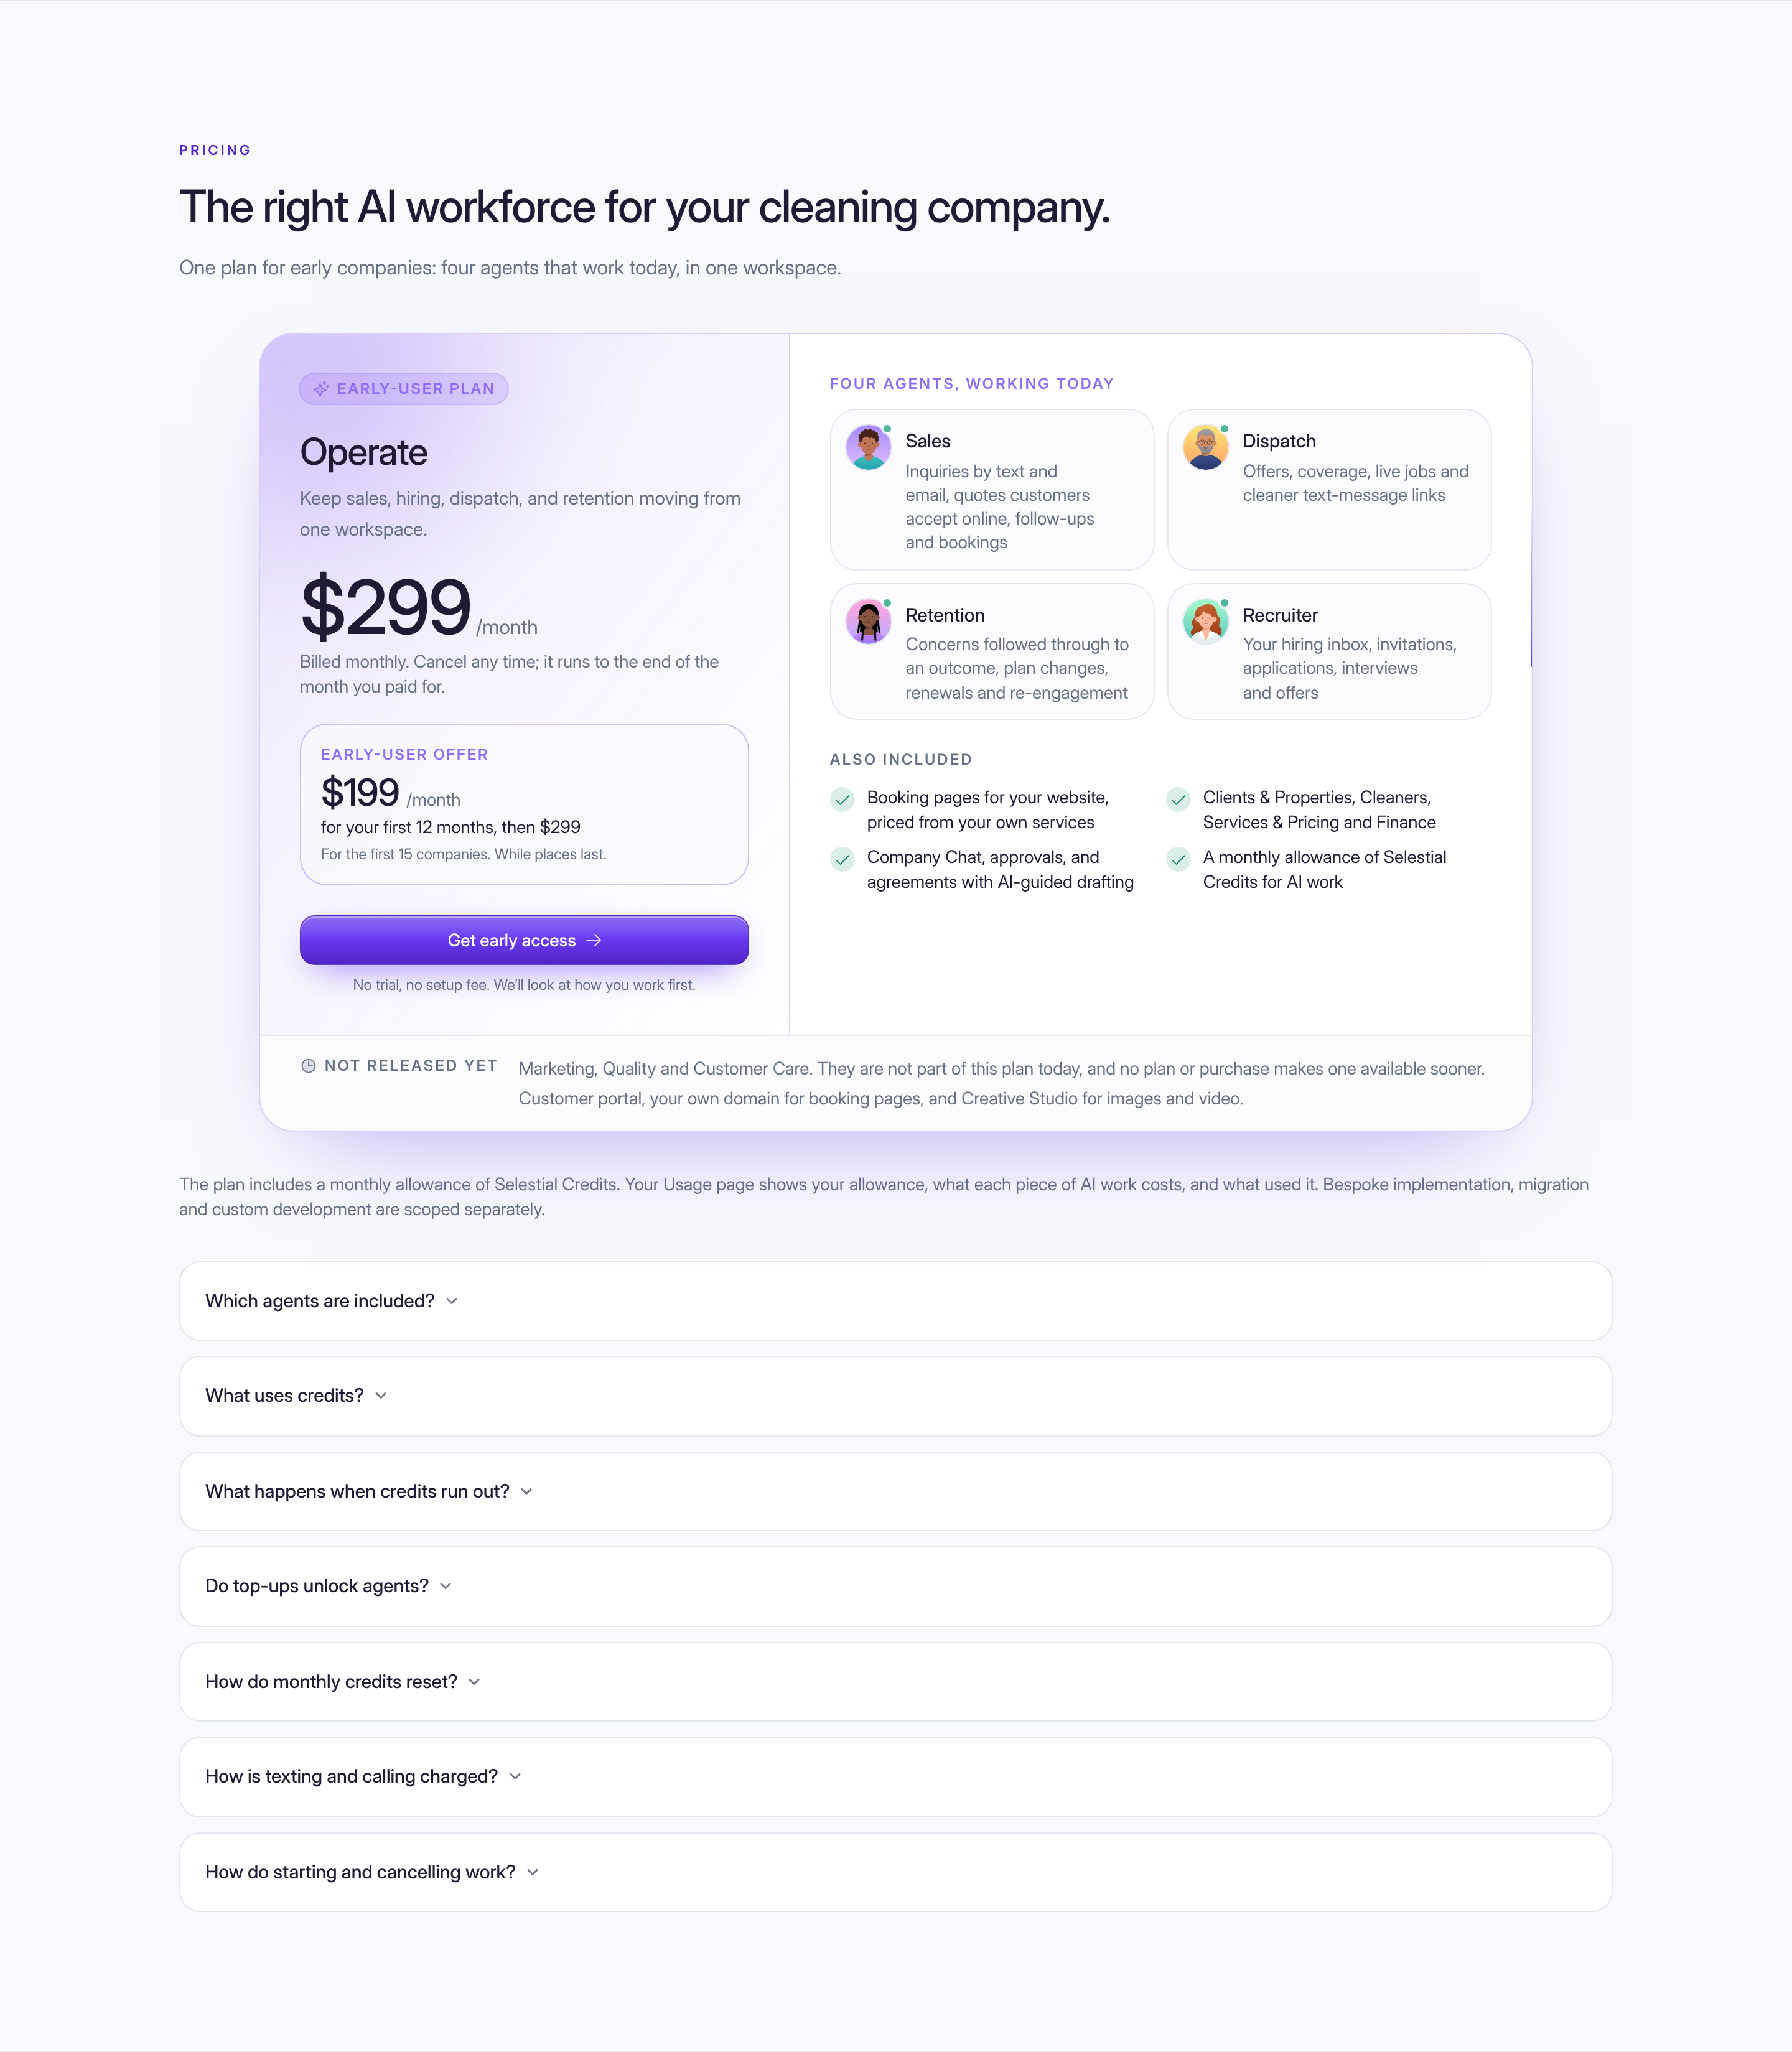 PRICING
The right AI workforce for your cleaning company.
One plan for early companies: four agents that work today, in one workspace.
EARLY-USER PLAN
Operate
Keep sales, hiring, dispatch, and retention moving from
one workspace.
$299 /month
Billed monthly. Cancel any time; it runs to the end of the
month you paid for.
EARLY-USER OFFER
$199 /month
for your first 12 months, then $299
For the first 15 companies. While places last.
Get early access
No trial, no setup fee. We'll look at how you work first.
FOUR AGENTS, WORKING TODAY
Sales
Inquiries by text and
email, quotes customers
accept online, follow-ups
and bookings
Dispatch
Offers, coverage, live jobs and
cleaner text-message links
Retention
Concerns followed through to
an outcome, plan changes,
renewals and re-engagement
Recruiter
Your hiring inbox, invitations,
applications, interviews
and offers
ALSO INCLUDED
Booking pages for your website,
priced from your own services
Clients & Properties, Cleaners,
Services & Pricing and Finance
Company Chat, approvals, and
agreements with AI-guided drafting
A monthly allowance of Selestial
Credits for AI work
NOT RELEASED YET
Marketing, Quality and Customer Care. They are not part of this plan today, and no plan or purchase makes one available sooner.
Customer portal, your own domain for booking pages, and Creative Studio for images and video.
The plan includes a monthly allowance of Selestial Credits. Your Usage page shows your allowance, what each piece of AI work costs, and what used it. Bespoke implementation, migration
and custom development are scoped separately.
Which agents are included?
What uses credits?
What happens when credits run out?
Do top-ups unlock agents?
How do monthly credits reset?
How is texting and calling charged?
How do starting and cancelling work?